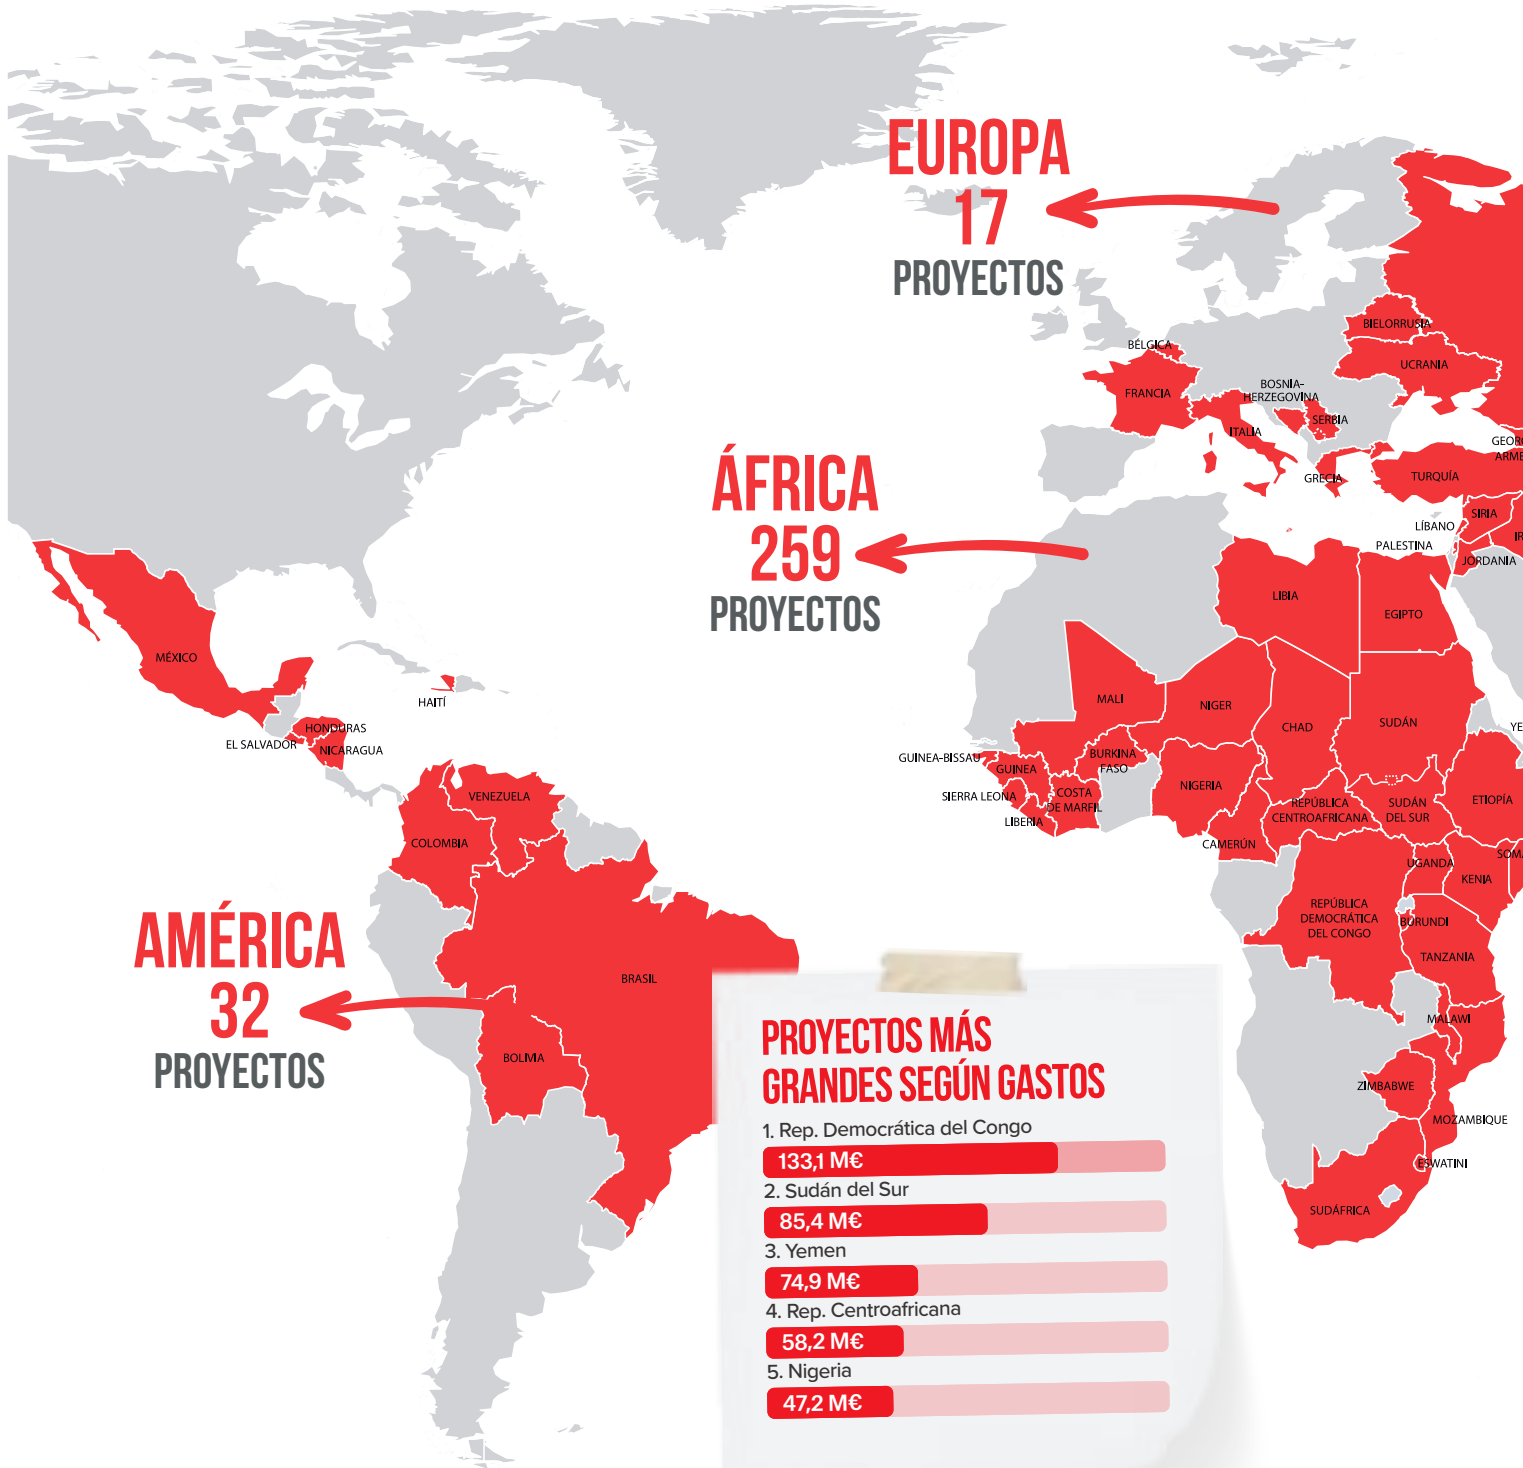 EUROPA
17
PROYECTOS
BIELORRUSIA
BÉLGICA
UCRANIA
FRANCIA
BOSNIA-
HERZEGOVINA
SERBIA
ITALIA
GRECIA
TURQUÍA
SIRIA
LÍBANO
PALESTINA
JORDANIA
ÁFRICA
259
PROYECTOS
LIBIA
EGIPTO
MÉXICO
HAITÍ
HONDURAS
EL SALVADOR
NICARAGUA
VENEZUELA
COLOMBIA
BRASIL
BOLIVIA
MALÍ
NIGER
CHAD
SUDÁN
GUINEA-BISSAU
GUINEA
BURKINA
FASO
SIERRA LEONA
COSTA
DE MARFIL
LIBERIA
NIGERIA
REPÚBLICA
CENTROAFRICANA
SUDÁN
DEL SUR
ETIOPÍA
CAMERÚN
UGANDA
KENIA
REPÚBLICA
DEMOCRÁTICA
DEL CONGO
BURUNDI
TANZANIA
MALAWI
ZIMBABWE
MOZAMBIQUE
ESWATINI
SUDÁFRICA
AMÉRICA
32
PROYECTOS
PROYECTOS MÁS
GRANDES SEGÚN GASTOS
1. Rep. Democrática del Congo
133,1 M€
2. Sudán del Sur
85,4 M€
3. Yemen
74,9 M€
4. Rep. Centroafricana
58,2 M€
5. Nigeria
47,2 M€